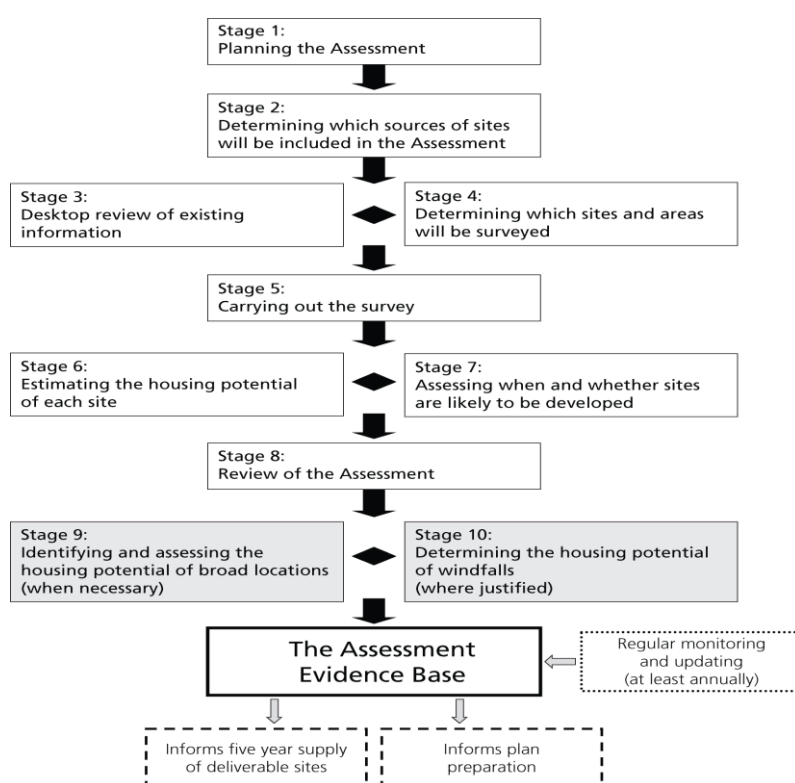 Stage 1:
Planning the Assessment
Stage 2:
Determining which sources of sites
will be included in the Assessment
Stage 3:
Desktop review of existing
information
Stage 4:
Determining which sites and areas
will be surveyed
Stage 5:
Carrying out the survey
Stage 6:
Estimating the housing potential
of each site
Stage 7:
Assessing when and whether sites
are likely to be developed
Stage 8:
Review of the Assessment
Stage 9:
Identifying and assessing the
housing potential of broad locations
(when necessary)
Stage 10:
Determining the housing potential
of windfalls
(where justified)
The Assessment
Evidence Base
Regular monitoring
and updating
(at least annually)
Informs five year supply
of deliverable sites
Informs plan
preparation